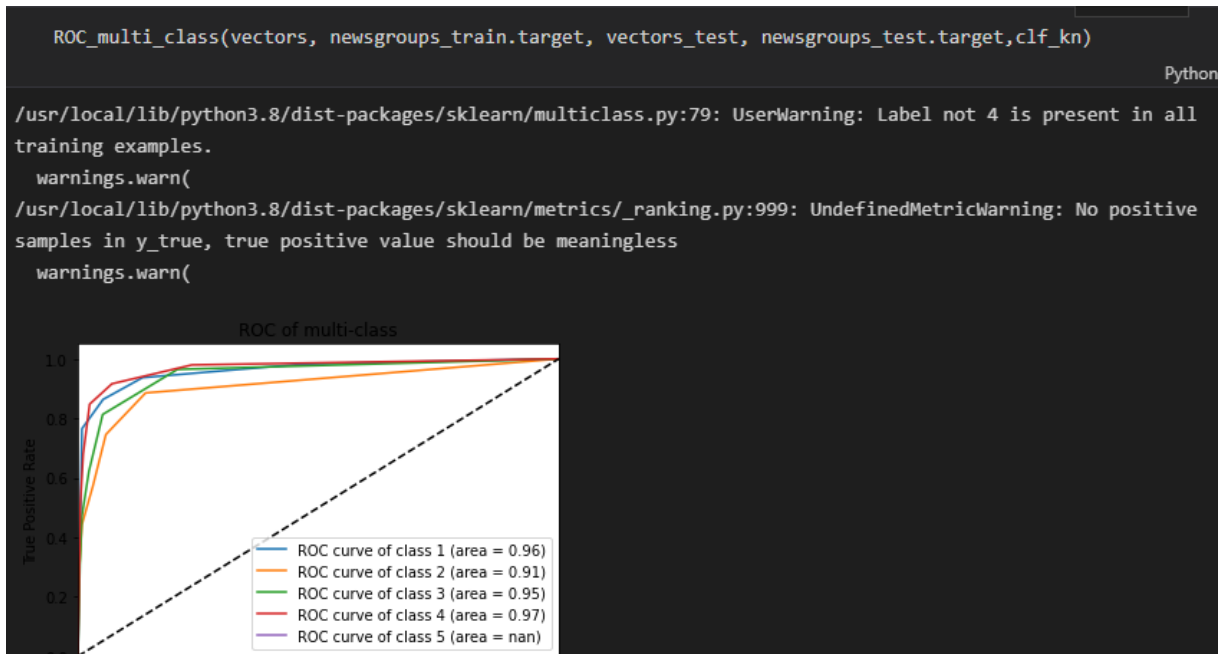 ROC_multi_class(vectors, newsgroups_train.target, vectors_test, newsgroups_test.target,clf_kn)
Python
/usr/local/lib/python3.8/dist-packages/sklearn/multiclass.py:79: UserWarning: Label not 4 is present in all
training examples.
  warnings.warn(
/usr/local/lib/python3.8/dist-packages/sklearn/metrics/_ranking.py:999: UndefinedMetricWarning: No positive
samples in y_true, true positive value should be meaningless
  warnings.warn(
ROC of multi-class
1.0
0.8
0.6
0.4
0.2
True Positive Rate
ROC curve of class 1 (area = 0.96)
ROC curve of class 2 (area = 0.91)
ROC curve of class 3 (area = 0.95)
ROC curve of class 4 (area = 0.97)
ROC curve of class 5 (area = nan)